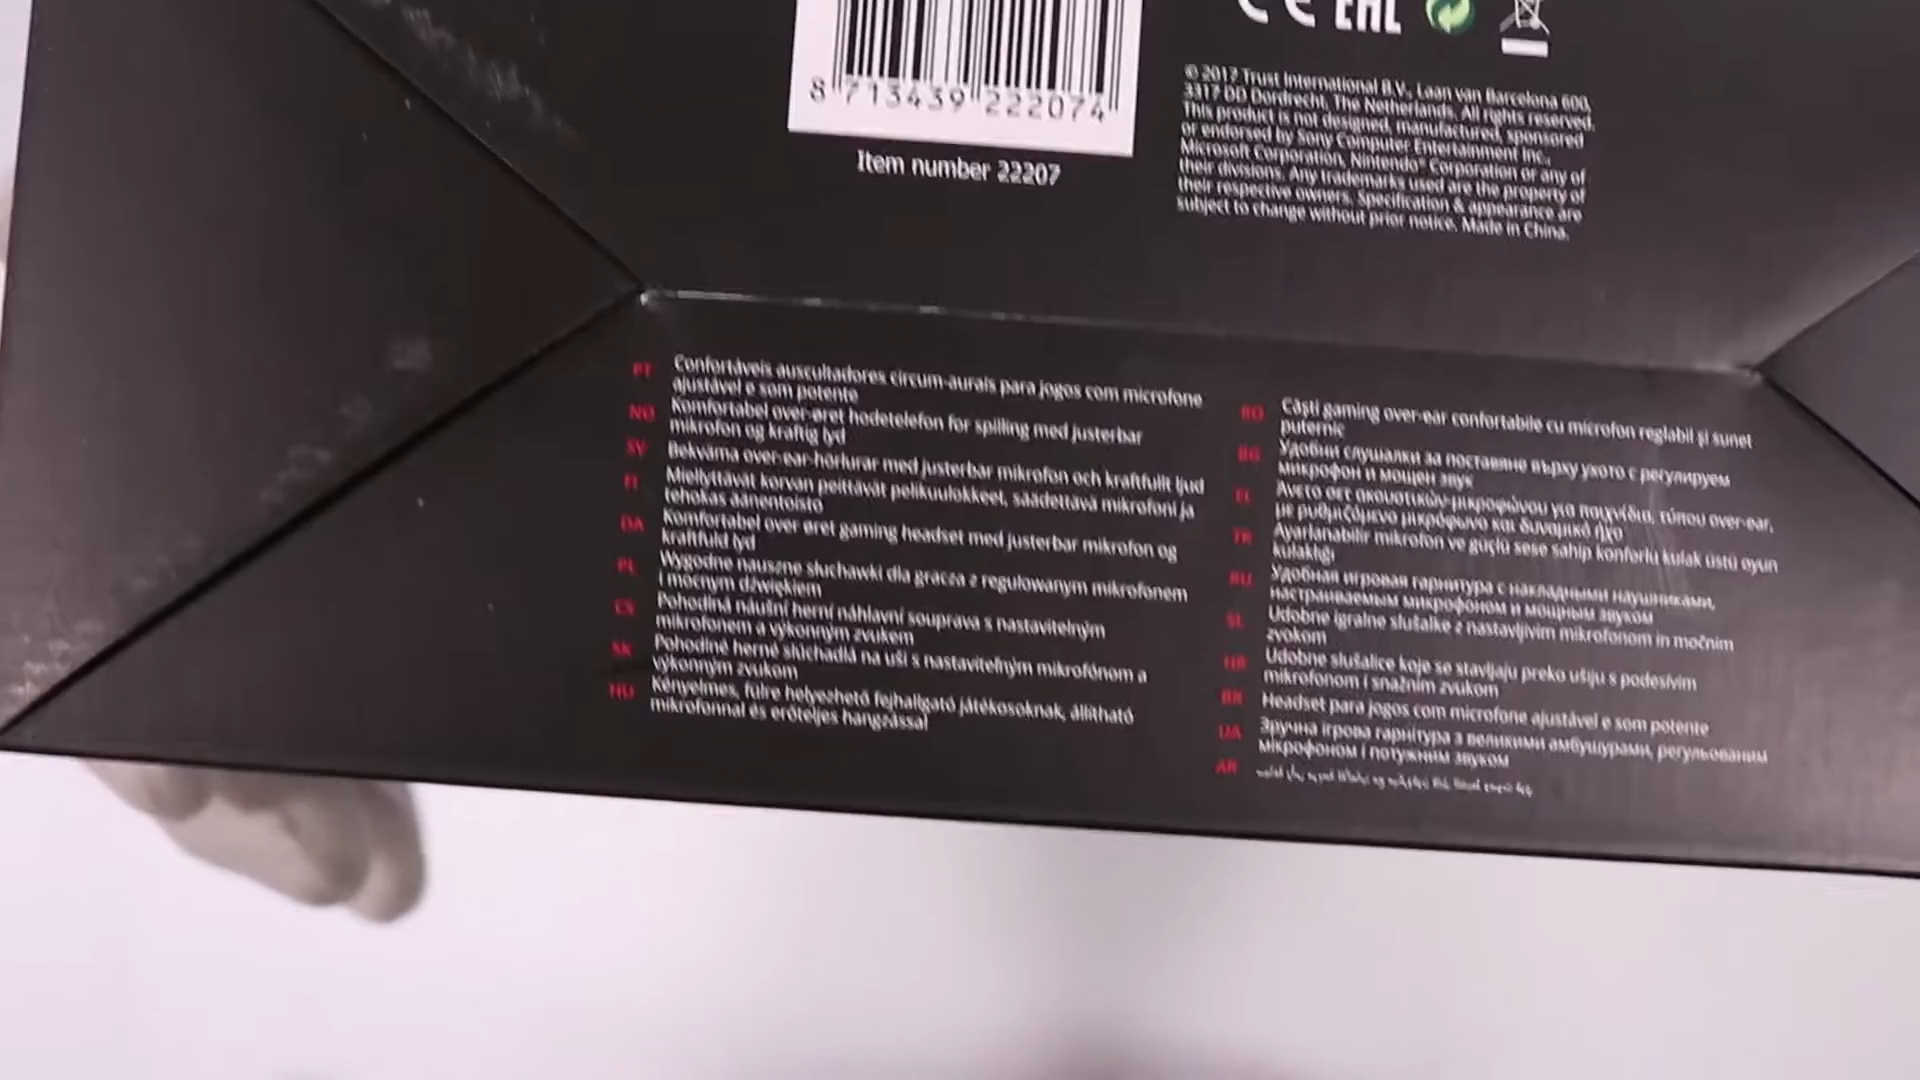 8 713439 222074
Item number 22207
CE EAC
© 2017 Trust International B.V., Laan van Barcelona 600,
3317 DD Dordrecht, The Netherlands. All rights reserved.
This product is not designed, manufactured, sponsored
or endorsed by Sony Computer Entertainment Inc.,
Microsoft Corporation, Nintendo® Corporation or any of
their divisions. Any trademarks used are the property of
their respective owners. Specification & appearance are
subject to change without prior notice. Made in China.
PT Confortáveis auscultadores circum-aurais para jogos com microfone
ajustável e som potente
NO Komfortabel over-øret hodetelefon for spilling med justerbar
mikrofon og kraftig lyd
SV Bekväma over-ear-hörlurar med justerbar mikrofon och kraftfullt ljud
FI Miellyttävät korvan peittävät pelikuulokkeet, säädettävä mikrofoni ja
tehokas äänentoisto
DA Komfortabel over øret gaming headset med justerbar mikrofon og
kraftfuld lyd
PL Wygodne nauszne słuchawki dla gracza z regulowanym mikrofonem
i mocnym dźwiękiem
CS Pohodlná náušní herní náhlavní souprava s nastavitelným
mikrofonem a výkonným zvukem
SK Pohodlné herné slúchadlá na uši s nastaviteľným mikrofónom a
výkonným zvukom
HU Kényelmes, fülre helyezhető fejhallgató játékosoknak, állítható
mikrofonnal és erőteljes hangzással
RO Căști gaming over-ear confortabile cu microfon reglabil și sunet
puternic
BG Удобни слушалки за поставяне върху ухото с регулируем
микрофон и мощен звук
EL Άνετο σετ ακουστικών-μικροφώνου για παιχνίδια, τύπου over-ear,
με ρυθμιζόμενο μικρόφωνο και δυναμικό ήχο
TR Ayarlanabilir mikrofon ve güçlü sese sahip konforlu kulak üstü oyun
kulaklığı
RU Удобная игровая гарнитура с накладными наушниками,
настраиваемым микрофоном и мощным звуком
SL Udobne igralne slušalke z nastavljivim mikrofonom in močnim
zvokom
HR Udobne slušalice koje se stavljaju preko ušiju s podesivim
mikrofonom i snažnim zvukom
BR Headset para jogos com microfone ajustável e som potente
UA Зручна ігрова гарнітура з великими амбушурами, регульованим
мікрофоном і потужним звуком
AR